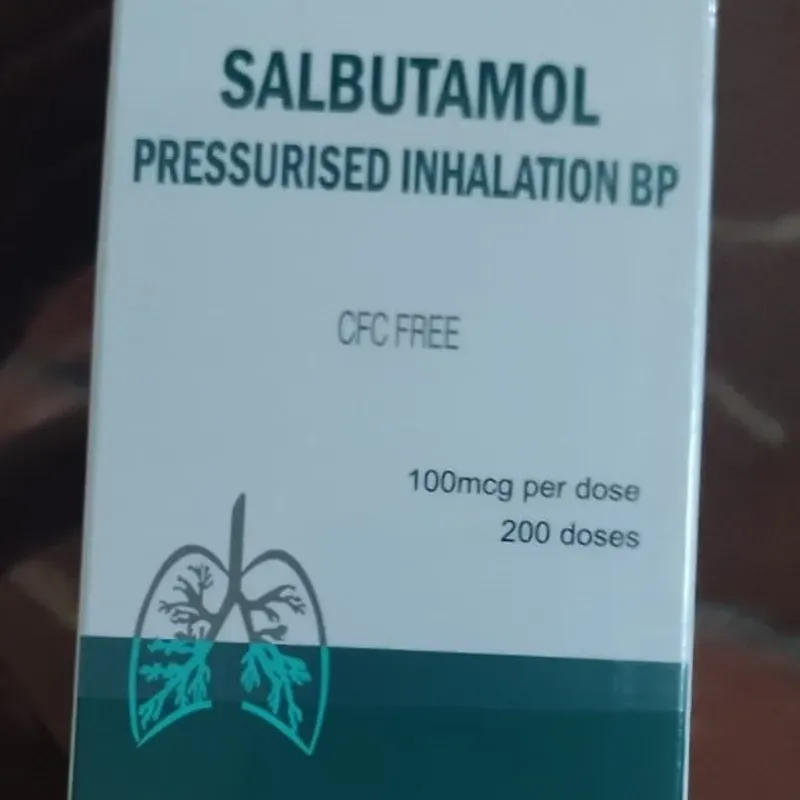 SALBUTAMOL
PRESSURISED INHALATION BP
CFC FREE
100mcg per dose
200 doses